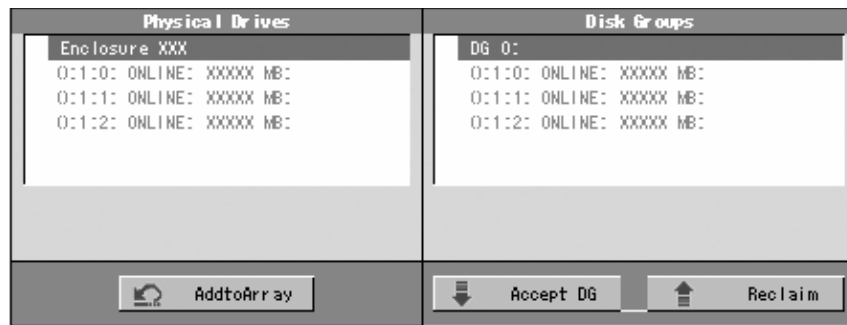 Physical Drives
Enclosure XXX
0:1:0: ONLINE: XXXXX MB:
0:1:1: ONLINE: XXXXX MB:
0:1:2: ONLINE: XXXXX MB:
AddtoArray
Disk Groups
DG 0:
0:1:0: ONLINE: XXXXX MB:
0:1:1: ONLINE: XXXXX MB:
0:1:2: ONLINE: XXXXX MB:
Accept DG
Reclaim